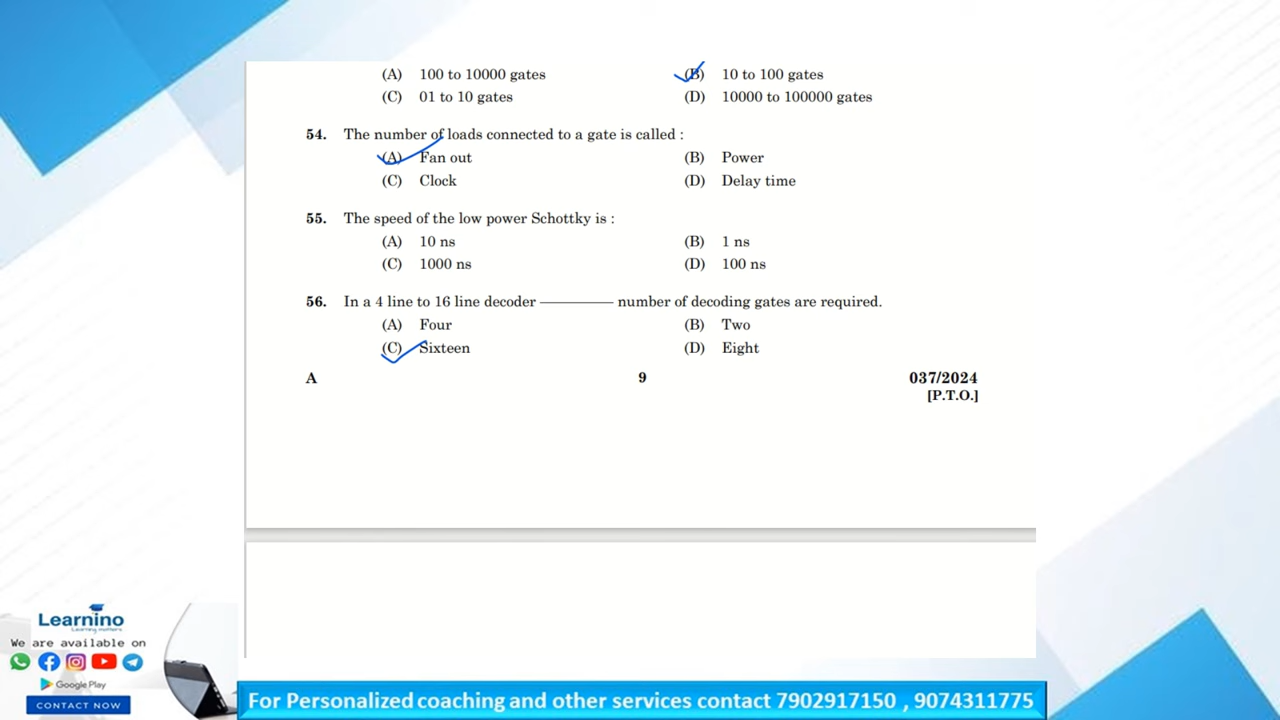 (A) 100 to 10000 gates (B) 10 to 100 gates
(C) 01 to 10 gates (D) 10000 to 100000 gates
54. The number of loads connected to a gate is called :
(A) Fan out (B) Power
(C) Clock (D) Delay time
55. The speed of the low power Schottky is :
(A) 10 ns (B) 1 ns
(C) 1000 ns (D) 100 ns
56. In a 4 line to 16 line decoder ———— number of decoding gates are required.
(A) Four (B) Two
(C) Sixteen (D) Eight
A 9 037/2024
[P.T.O.]
Learnino
Learning matters
We are available on
Google Play
CONTACT NOW
For Personalized coaching and other services contact 7902917150 , 9074311775